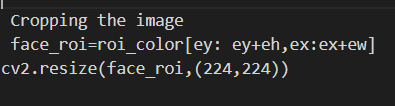 Cropping the image
face_roi=roi_color[ey: ey+eh,ex:ex+ew]
cv2.resize(face_roi,(224,224))